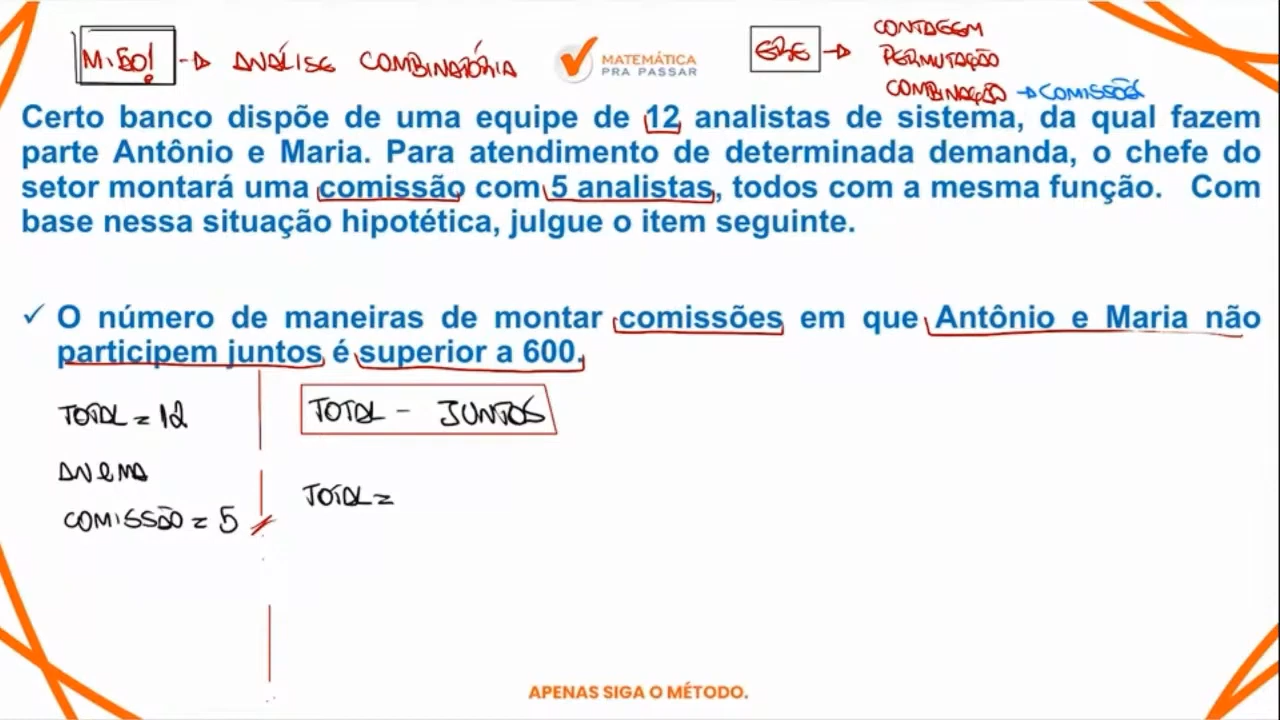 MISÃO! → ANÁLISE COMBINATÓRIA
MATEMÁTICA
PRA PASSAR
CONTAGEM
PERMUTAÇÃO
COMBINAÇÃO → COMISSÕES
Certo banco dispõe de uma equipe de 12 analistas de sistema, da qual fazem
parte Antônio e Maria. Para atendimento de determinada demanda, o chefe do
setor montará uma comissão com 5 analistas, todos com a mesma função. Com
base nessa situação hipotética, julgue o item seguinte.
✓ O número de maneiras de montar comissões em que Antônio e Maria não
participem juntos é superior a 600.
TOTAL = 12
AN e MA
COMISSÃO = 5
TOTAL - JUNTOS
TOTAL =
APENAS SIGA O MÉTODO.